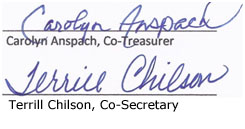 Carolyn Anspach
Carolyn Anspach, Co-Treasurer
Terrill Chilson
Terrill Chilson, Co-Secretary